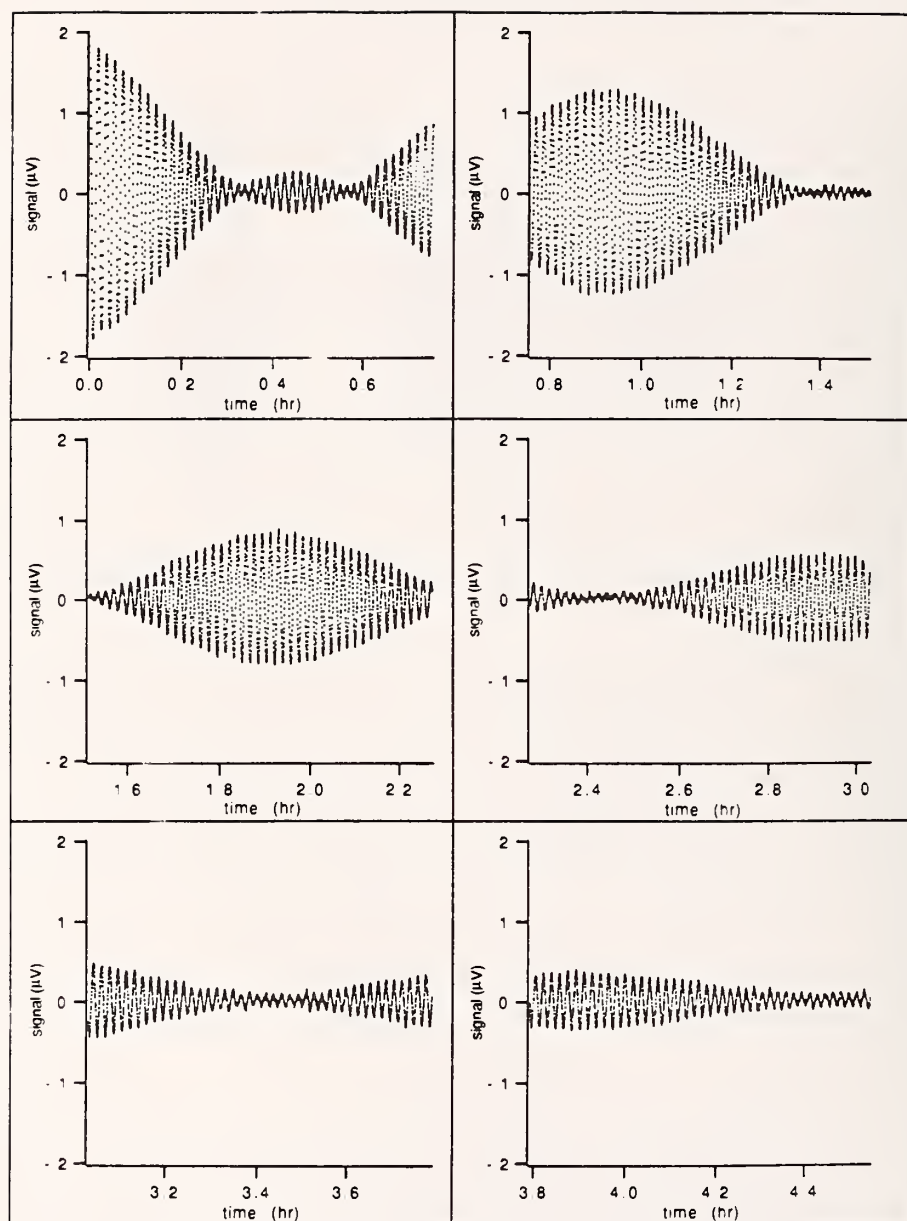 2
1
0
- 1
- 2
signal (µV)
0.0 0 2 0 4 0 6
time (hr)
2
1
0
- 1
- 2
signal (µV)
0.8 1.0 1.2 1.4
time (hr)
2
1
0
- 1
- 2
signal (µV)
1 6 1 8 2 0 2 2
time (hr)
2
1
0
- 1
- 2
signal (µV)
2.4 2.6 2.8 3 0
time (hr)
2
1
0
- 1
- 2
signal (µV)
3.2 3.4 3.6
time (hr)
2
1
0
- 1
- 2
signal (µV)
3 8 4.0 4 2 4 4
time (hr)